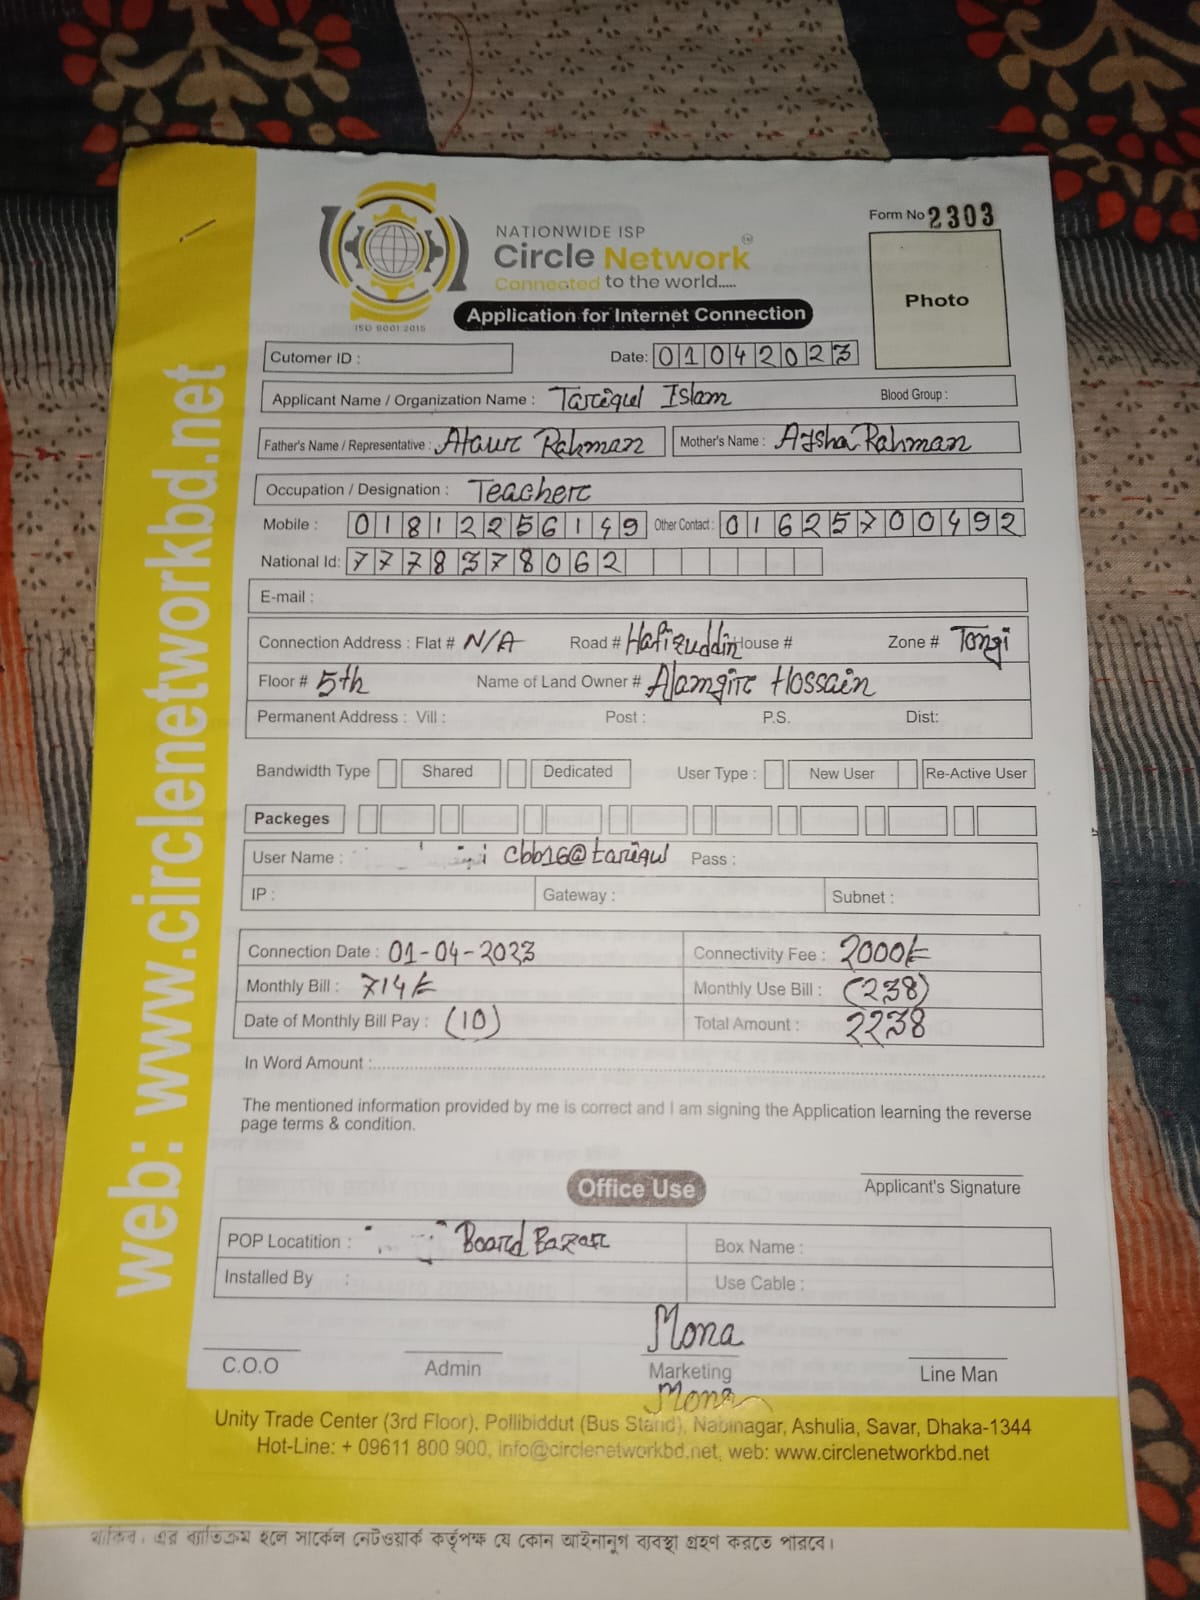 Form No 2303
NATIONWIDE ISP
Circle Network
Connected to the world.....
ISO 9001:2015
Application for Internet Connection
Photo
Cutomer ID :
Date: 01042023
Applicant Name / Organization Name : Tariqul Islam Blood Group :
Father's Name / Representative : Ataur Rahman Mother's Name : Aysha Rahman
Occupation / Designation : Teacher
Mobile : 01812256149 Other Contact : 01625700492
National Id: 7778378062
E-mail :
Connection Address : Flat # N/A Road # Hafizuddin House # Zone # Tongi
Floor # 5th Name of Land Owner # Alamgir Hossain
Permanent Address : Vill : Post : P.S. Dist:
Bandwidth Type Shared Dedicated User Type : New User Re-Active User
Packeges
User Name : cbb16@tariqul Pass :
IP : Gateway : Subnet :
Connection Date : 01-04-2023 Connectivity Fee : 2000/=
Monthly Bill : 714/= Monthly Use Bill : (238)
Date of Monthly Bill Pay : (10) Total Amount : 2238
In Word Amount :
The mentioned information provided by me is correct and I am signing the Application learning the reverse
page terms & condition.
Applicant's Signature
Office Use
POP Locatition : Board Bazar Box Name :
Installed By : Use Cable :
Mona
C.O.O Admin Marketing Line Man
Mona
Unity Trade Center (3rd Floor), Pollibiddut (Bus Stand), Nabinagar, Ashulia, Savar, Dhaka-1344
Hot-Line: + 09611 800 900, info@circlenetworkbd.net, web: www.circlenetworkbd.net
web: www.circlenetworkbd.net
থাকিব। এর ব্যতিক্রম হলে সার্কেল নেটওয়ার্ক কর্তৃপক্ষ যে কোন আইনানুগ ব্যবস্থা গ্রহণ করতে পারবে।